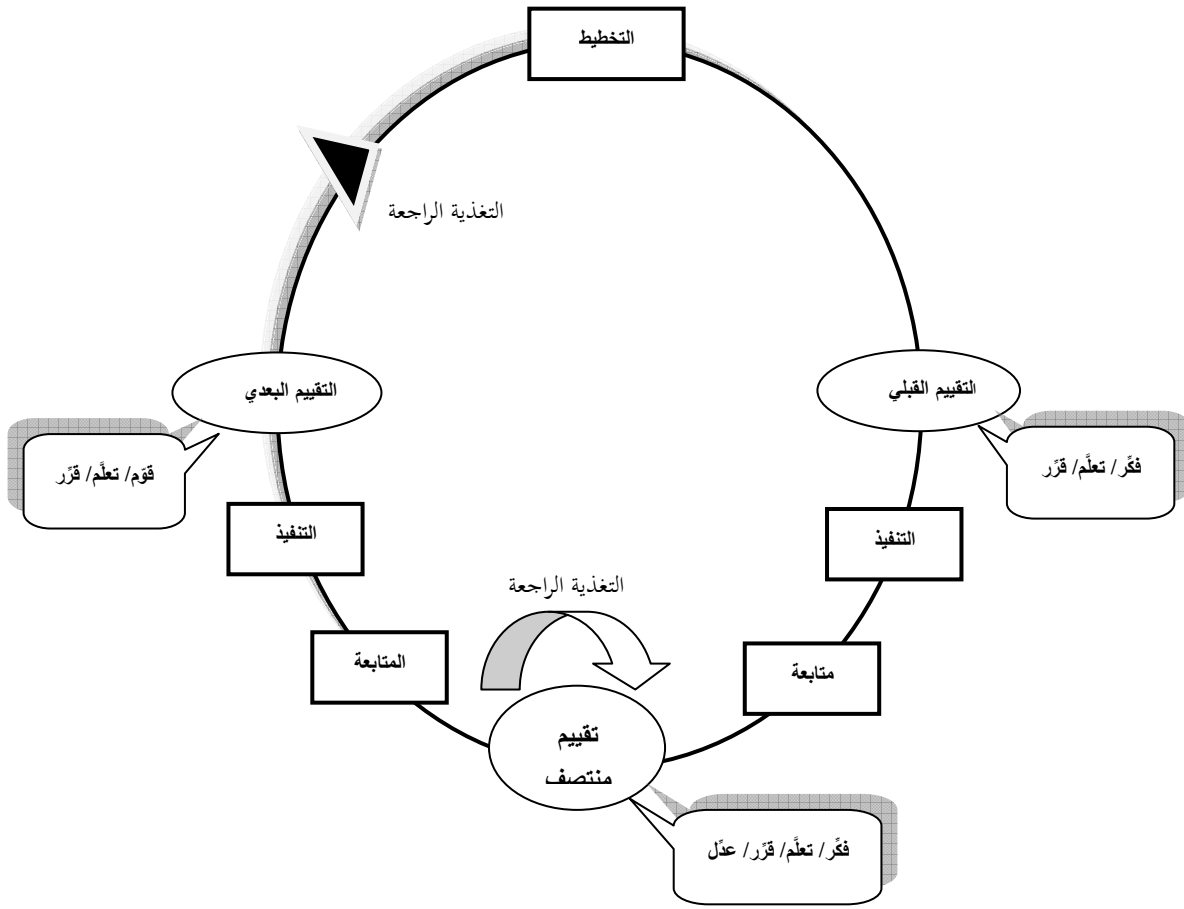 التخطيط
التغذية الراجعة
التقييم القبلي
التقييم البعدي
فكِّر/ تعلَّم/ قرِّر
قوّم/ تعلَّم/ قرِّر
التنفيذ
التنفيذ
التغذية الراجعة
متابعة
المتابعة
تقييم
منتصف
فكِّر/ تعلَّم/ قرِّر/ عدِّل